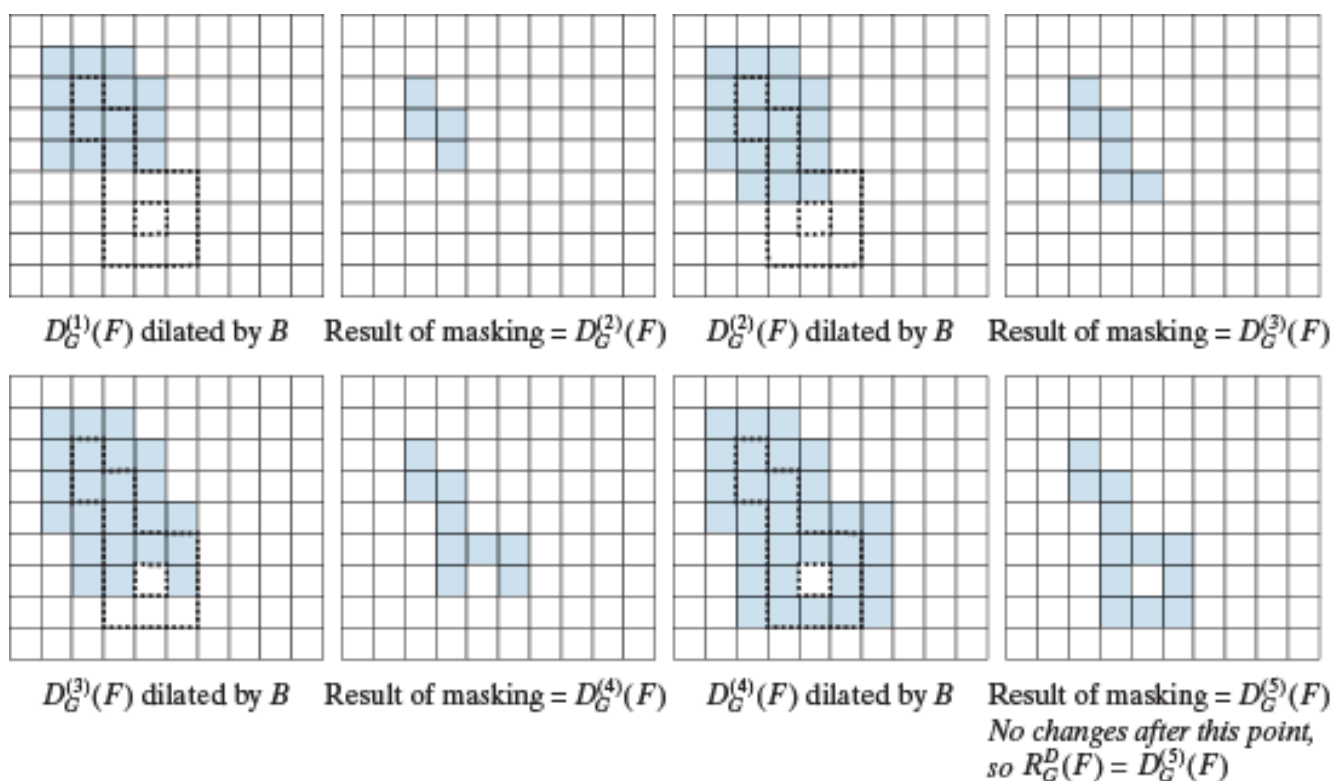 D_G^{(1)}(F) dilated by B
Result of masking = D_G^{(2)}(F)
D_G^{(2)}(F) dilated by B
Result of masking = D_G^{(3)}(F)
D_G^{(3)}(F) dilated by B
Result of masking = D_G^{(4)}(F)
D_G^{(4)}(F) dilated by B
Result of masking = D_G^{(5)}(F)
No changes after this point,
so R_G^D(F) = D_G^{(5)}(F)